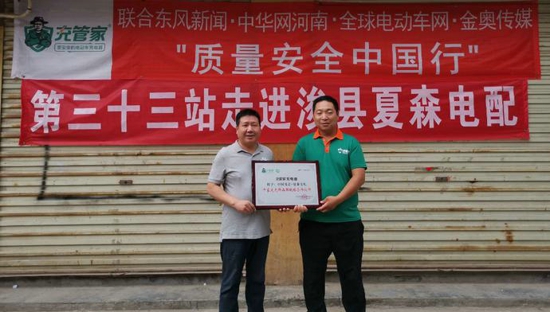 充管家
联合东风新闻·中华网河南·全球电动车网·金奥传媒
"质量安全中国行"
第三十三站走进浚县夏森电配